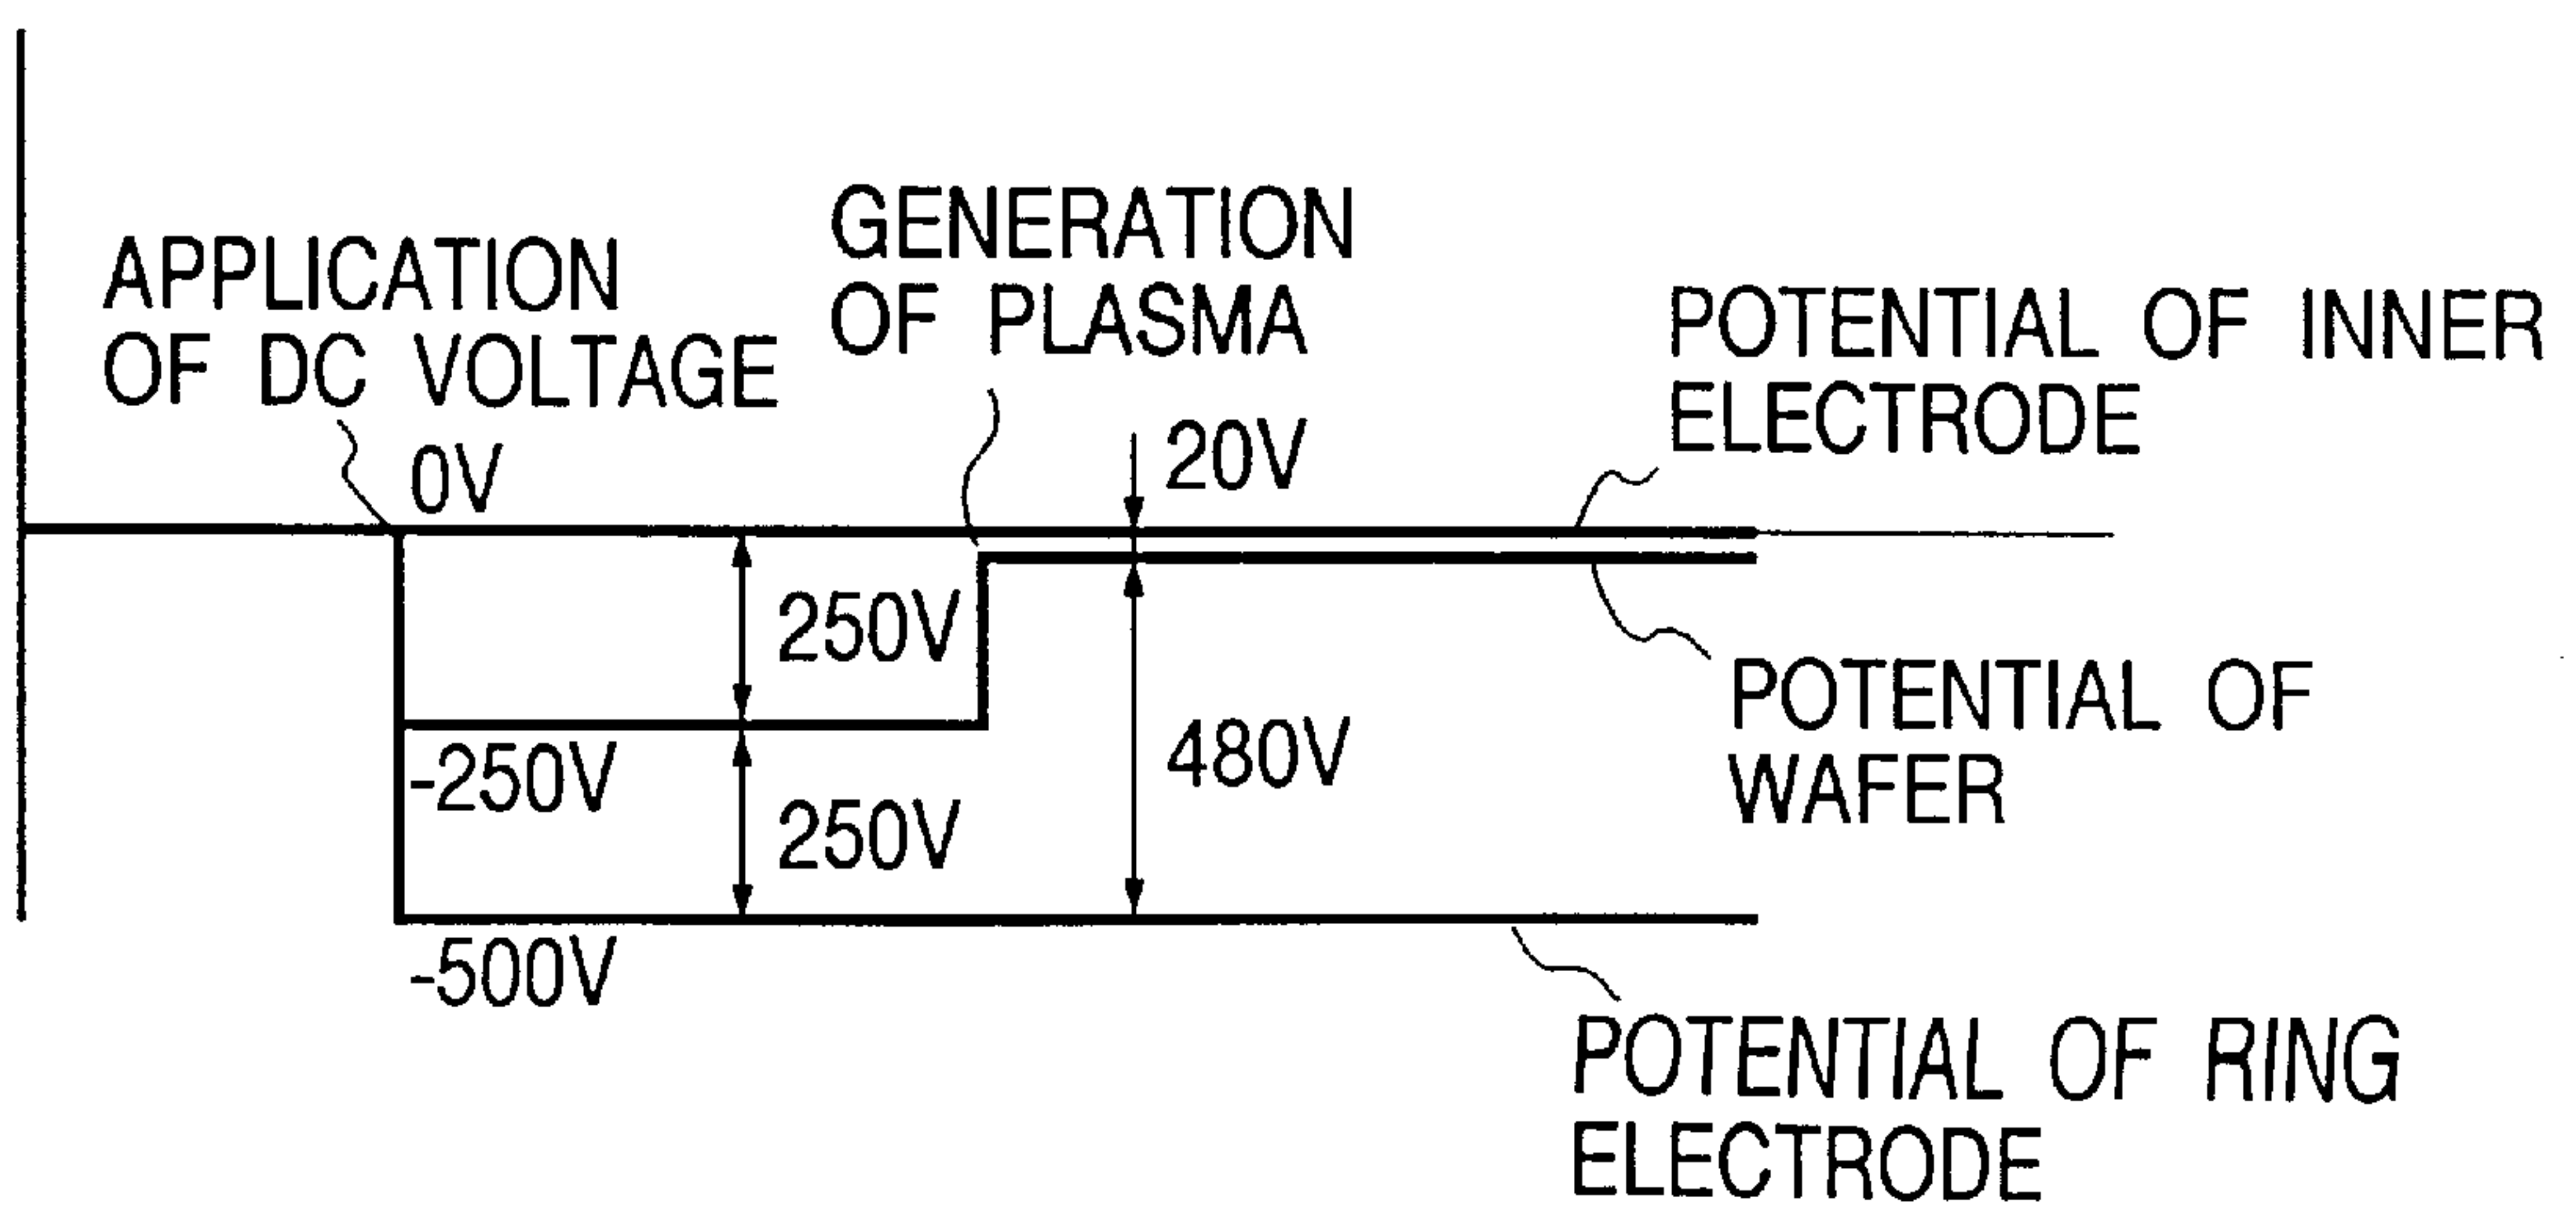 APPLICATION
OF DC VOLTAGE
0V
GENERATION
OF PLASMA
20V
POTENTIAL OF INNER
ELECTRODE
250V
-250V
250V
480V
POTENTIAL OF
WAFER
-500V
POTENTIAL OF RING
ELECTRODE